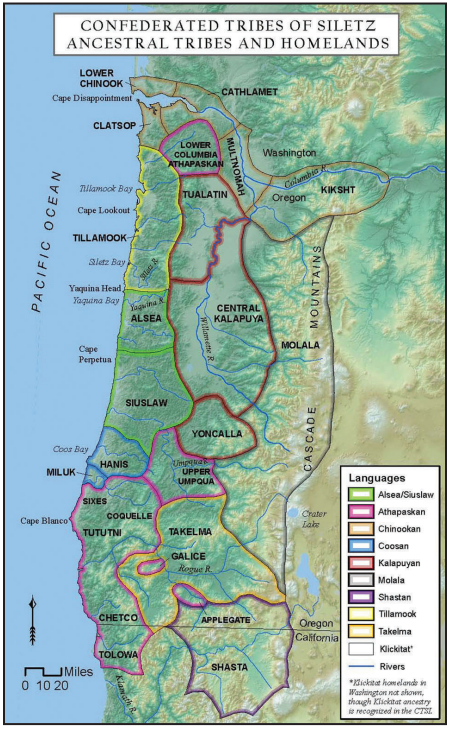 CONFEDERATED TRIBES OF SILETZ
ANCESTRAL TRIBES AND HOMELANDS
LOWER
CHINOOK
CATHLAMET
Cape Disappointment
CLATSOP
LOWER
COLUMBIA
ATHAPASKAN
MULTNOMAH
Washington
Columbia R.
Oregon
KIKSHT
TUALATIN
Tillamook Bay
Cape Lookout
TILLAMOOK
Siletz Bay
Siletz R.
PACIFIC OCEAN
Yaquina Head
Yaquina Bay
Yaquina R.
ALSEA
CENTRAL
KALAPUYA
Willamette R.
MOLALA
CASCADE MOUNTAINS
Cape
Perpetua
SIUSLAW
YONCALLA
Coos Bay
HANIS
MILUK
Umpqua R.
UPPER
UMPQUA
SIXES
COQUELLE
Cape Blanco
TUTUTNI
TAKELMA
GALICE
Rogue R.
Crater
Lake
CHETCO
APPLEGATE
Oregon
California
TOLOWA
SHASTA
Klamath R.
Miles
0 10 20
Languages
Alsea/Siuslaw
Athapaskan
Chinookan
Coosan
Kalapuyan
Molala
Shastan
Tillamook
Takelma
Klickitat*
Rivers
*Klickitat homelands in
Washington not shown,
though Klickitat ancestry
is recognized in the CTSI.